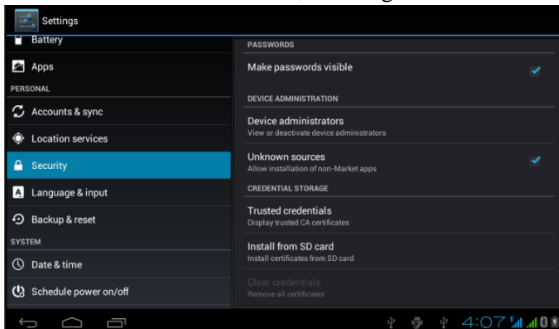 Settings
Battery
Apps
PERSONAL
Accounts & sync
Location services
Security
Language & input
Backup & reset
SYSTEM
Date & time
Schedule power on/off
PASSWORDS
Make passwords visible
DEVICE ADMINISTRATION
Device administrators
View or deactivate device administrators
Unknown sources
Allow installation of non-Market apps
CREDENTIAL STORAGE
Trusted credentials
Display trusted CA certificates
Install from SD card
Install certificates from SD card
Clear credentials
Remove all certificates
4:07